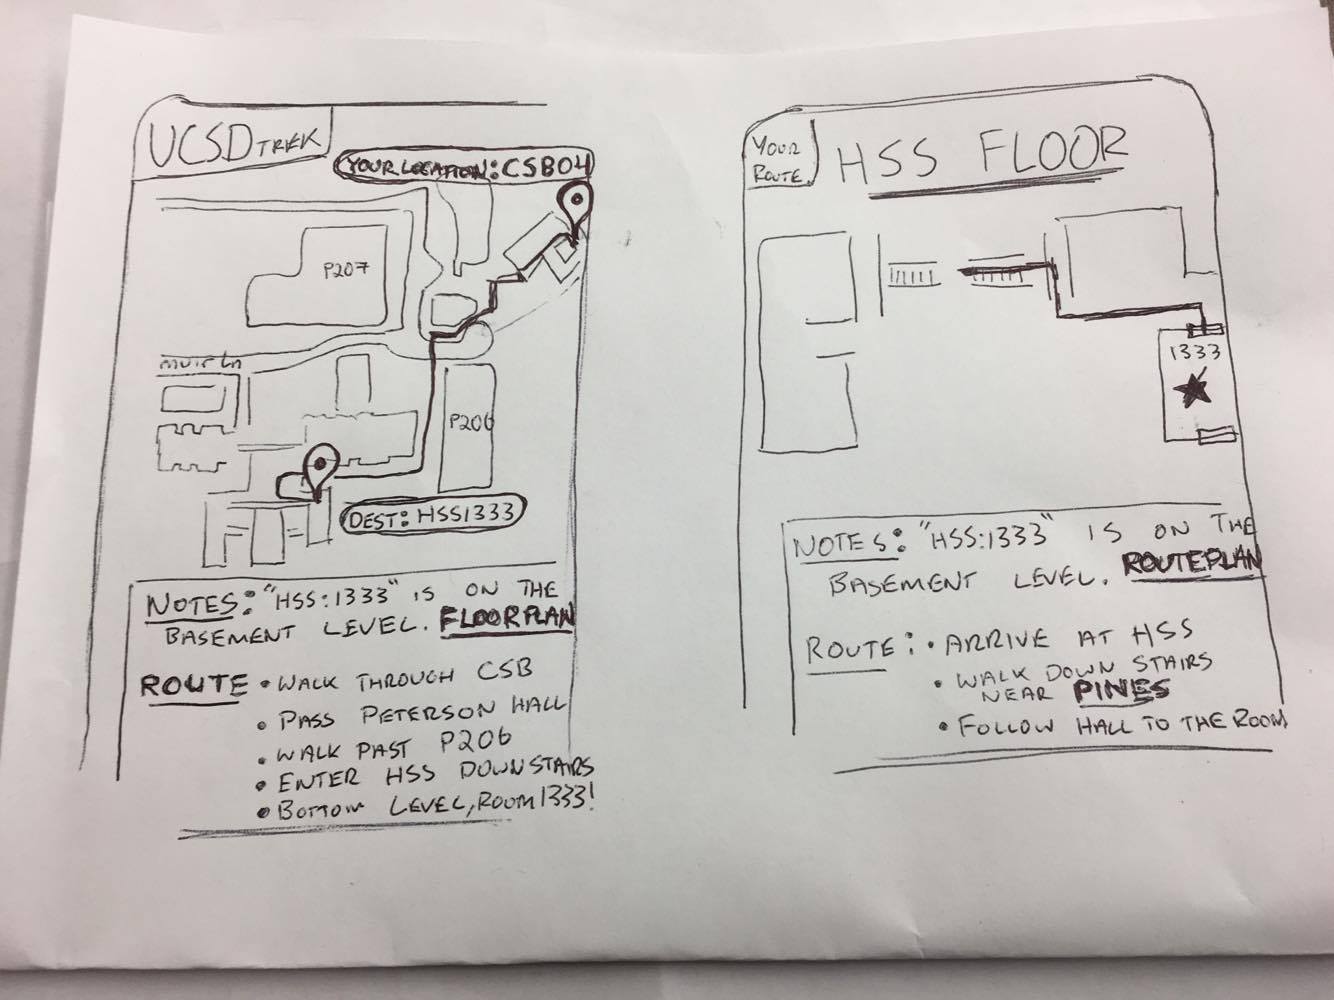 UCSD TREK
YOUR LOCATION: CSB04
P207
muir Ln
P206
DEST: HSS1333
NOTES: "HSS:1333" IS ON THE
BASEMENT LEVEL. FLOORPLAN
ROUTE • WALK THROUGH CSB
• PASS PETERSON HALL
• WALK PAST P206
• ENTER HSS DOWNSTAIRS
• BOTTOM LEVEL, ROOM 1333!
YOUR
ROUTE
HSS FLOOR
1333
NOTES: "HSS:1333" IS ON THE
BASEMENT LEVEL. ROUTEPLAN
ROUTE: • ARRIVE AT HSS
• WALK DOWN STAIRS
NEAR PINES
• FOLLOW HALL TO THE ROOM